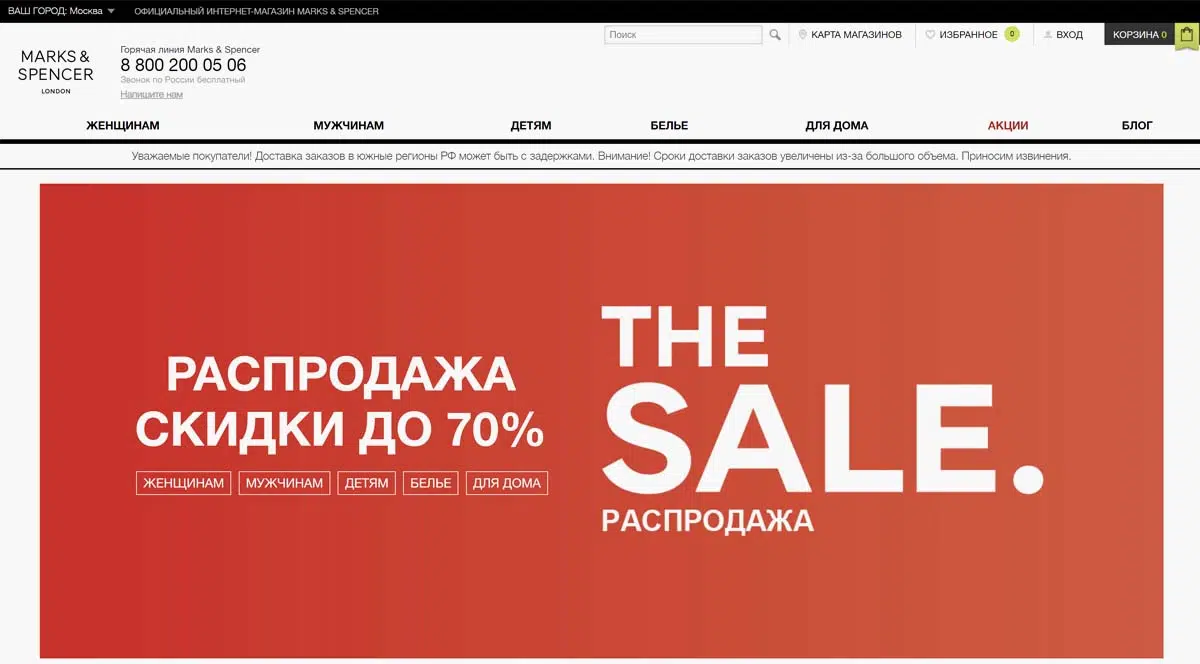 ВАШ ГОРОД: Москва
ОФИЦИАЛЬНЫЙ ИНТЕРНЕТ-МАГАЗИН MARKS & SPENCER
MARKS &
SPENCER
LONDON
Горячая линия Marks & Spencer
8 800 200 05 06
Звонок по России бесплатный
Напишите нам
Поиск
КАРТА МАГАЗИНОВ
ИЗБРАННОЕ 0
ВХОД
КОРЗИНА 0
ЖЕНЩИНАМ
МУЖЧИНАМ
ДЕТЯМ
БЕЛЬЕ
ДЛЯ ДОМА
АКЦИИ
БЛОГ
Уважаемые покупатели! Доставка заказов в южные регионы РФ может быть с задержками. Внимание! Сроки доставки заказов увеличены из-за большого объема. Приносим извинения.
РАСПРОДАЖА
СКИДКИ ДО 70%
ЖЕНЩИНАМ
МУЖЧИНАМ
ДЕТЯМ
БЕЛЬЕ
ДЛЯ ДОМА
THE
SALE.
РАСПРОДАЖА